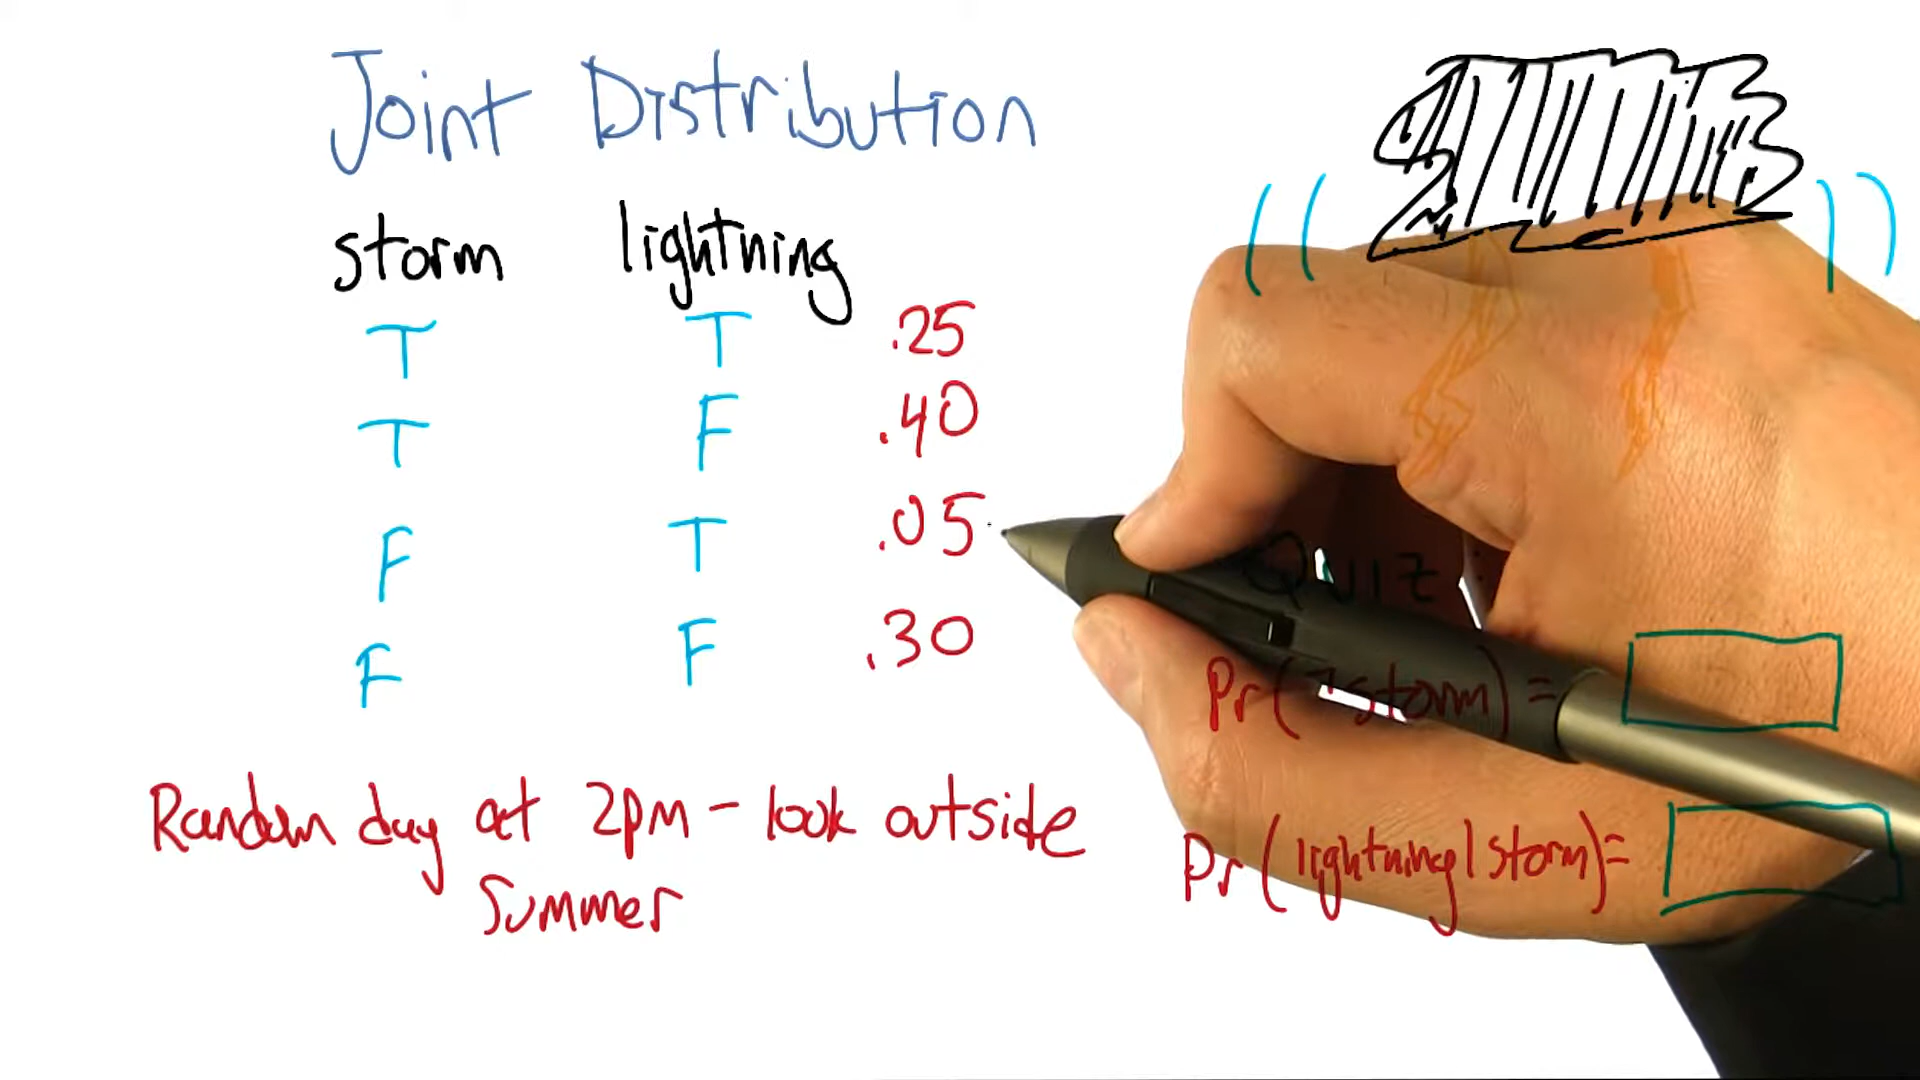 Joint Distribution
storm lightning
T T .25
T F .40
F T .05
F F .30
Random day at 2pm - look outside
Summer
Quiz
Pr(¬storm) =
Pr(lightning|storm)=